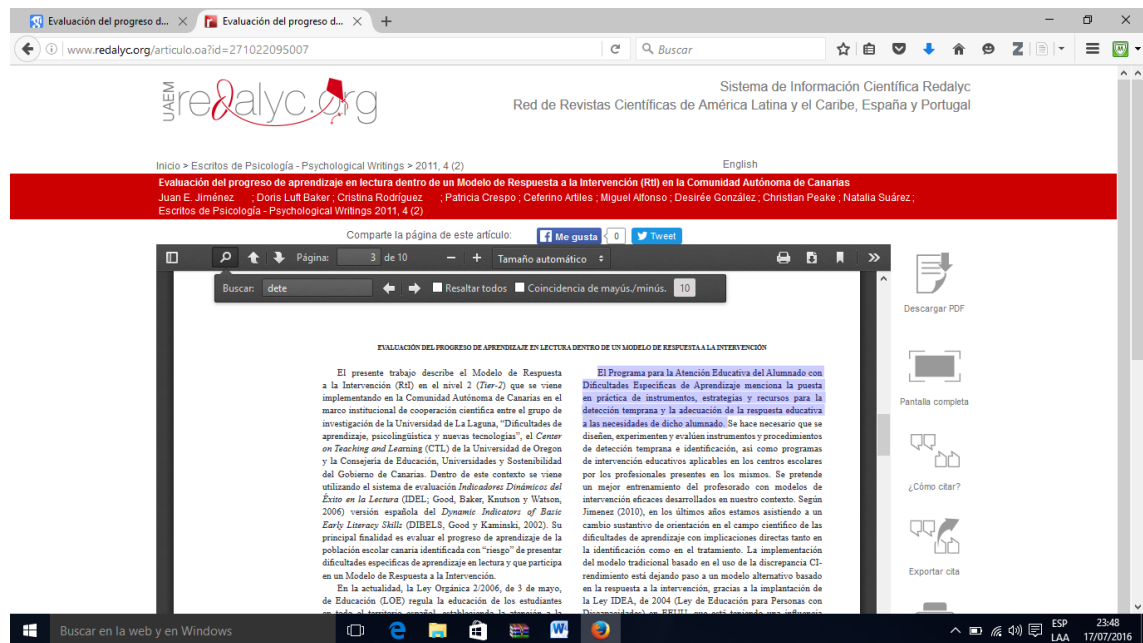 Evaluación del progreso d...
Evaluación del progreso d...
www.redalyc.org/articulo.oa?id=271022095007
Buscar
UAEM
redalyc.org
Sistema de Información Científica Redalyc
Red de Revistas Científicas de América Latina y el Caribe, España y Portugal
Inicio > Escritos de Psicología - Psychological Writings > 2011, 4 (2)
English
Evaluación del progreso de aprendizaje en lectura dentro de un Modelo de Respuesta a la Intervención (RtI) en la Comunidad Autónoma de Canarias
Juan E. Jiménez ; Doris Luft Baker ; Cristina Rodríguez ; Patricia Crespo ; Ceferino Artiles ; Miguel Alfonso ; Desirée González ; Christian Peake ; Natalia Suárez ;
Escritos de Psicología - Psychological Writings 2011, 4 (2)
Comparte la página de este artículo:
Me gusta
0
Tweet
Página: 3 de 10
Tamaño automático
Buscar: dete
Resaltar todos
Coincidencia de mayús./minús.
10
EVALUACIÓN DEL PROGRESO DE APRENDIZAJE EN LECTURA DENTRO DE UN MODELO DE RESPUESTA A LA INTERVENCIÓN
El presente trabajo describe el Modelo de Respuesta
a la Intervención (RtI) en el nivel 2 (Tier-2) que se viene
implementando en la Comunidad Autónoma de Canarias en el
marco institucional de cooperación científica entre el grupo de
investigación de la Universidad de La Laguna, “Dificultades de
aprendizaje, psicolingüística y nuevas tecnologías”, el Center
on Teaching and Learning (CTL) de la Universidad de Oregon
y la Consejería de Educación, Universidades y Sostenibilidad
del Gobierno de Canarias. Dentro de este contexto se viene
utilizando el sistema de evaluación Indicadores Dinámicos del
Éxito en la Lectura (IDEL; Good, Baker, Knutson y Watson,
2006) versión española del Dynamic Indicators of Basic
Early Literacy Skills (DIBELS, Good y Kaminski, 2002). Su
principal finalidad es evaluar el progreso de aprendizaje de la
población escolar canaria identificada con “riesgo” de presentar
dificultades específicas de aprendizaje en lectura y que participa
en un Modelo de Respuesta a la Intervención.
En la actualidad, la Ley Orgánica 2/2006, de 3 de mayo,
de Educación (LOE) regula la educación de los estudiantes
en todo el territorio español, estableciendo la atención a la
El Programa para la Atención Educativa del Alumnado con
Dificultades Específicas de Aprendizaje menciona la puesta
en práctica de instrumentos, estrategias y recursos para la
detección temprana y la adecuación de la respuesta educativa
a las necesidades de dicho alumnado. Se hace necesario que se
diseñen, experimenten y evalúen instrumentos y procedimientos
de detección temprana e identificación, así como programas
de intervención educativos aplicables en los centros escolares
por los profesionales presentes en los mismos. Se pretende
un mejor entrenamiento del profesorado con modelos de
intervención eficaces desarrollados en nuestro contexto. Según
Jimenez (2010), en los últimos años estamos asistiendo a un
cambio sustantivo de orientación en el campo científico de las
dificultades de aprendizaje con implicaciones directas tanto en
la identificación como en el tratamiento. La implementación
del modelo tradicional basado en el uso de la discrepancia CI-
rendimiento está dejando paso a un modelo alternativo basado
en la respuesta a la intervención, gracias a la implantación de
la Ley IDEA, de 2004 (Ley de Educación para Personas con
Discapacidades) en EEUU, que está teniendo una influencia
Descargar PDF
Pantalla completa
¿Cómo citar?
Exportar cita
Buscar en la web y en Windows
ESP
LAA
23:48
17/07/2016